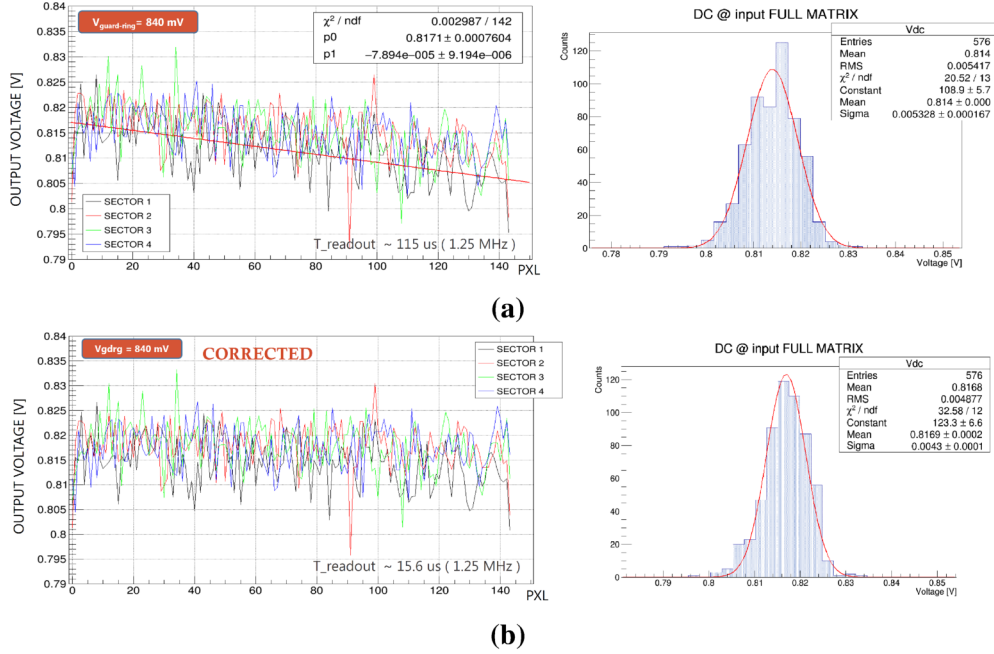 V_guard-ring = 840 mV
χ² / ndf 0.002987 / 142
p0 0.8171 ± 0.0007604
p1 −7.894e−005 ± 9.194e−006
OUTPUT VOLTAGE [V]
0.84
0.835
0.83
0.825
0.82
0.815
0.81
0.805
0.8
0.795
0.79
SECTOR 1
SECTOR 2
SECTOR 3
SECTOR 4
T_readout ~ 115 us ( 1.25 MHz )
0 20 40 60 80 100 120 140
PXL
DC @ input FULL MATRIX
Counts
120
100
80
60
40
20
0
Vdc
Entries 576
Mean 0.814
RMS 0.005417
χ² / ndf 20.52 / 13
Constant 108.9 ± 5.7
Mean 0.814 ± 0.000
Sigma 0.005328 ± 0.000167
0.78 0.79 0.8 0.81 0.82 0.83 0.84 0.85
Voltage [V]
(a)
Vgdrg = 840 mV
CORRECTED
OUTPUT VOLTAGE [V]
0.84
0.835
0.83
0.825
0.82
0.815
0.81
0.805
0.8
0.795
0.79
SECTOR 1
SECTOR 2
SECTOR 3
SECTOR 4
T_readout ~ 15.6 us ( 1.25 MHz )
0 20 40 60 80 100 120 140
PXL
DC @ input FULL MATRIX
Counts
120
100
80
60
40
20
0
Vdc
Entries 576
Mean 0.8168
RMS 0.004877
χ² / ndf 32.58 / 12
Constant 123.3 ± 6.6
Mean 0.8169 ± 0.0002
Sigma 0.0043 ± 0.0001
0.79 0.8 0.81 0.82 0.83 0.84 0.85
Voltage [V]
(b)